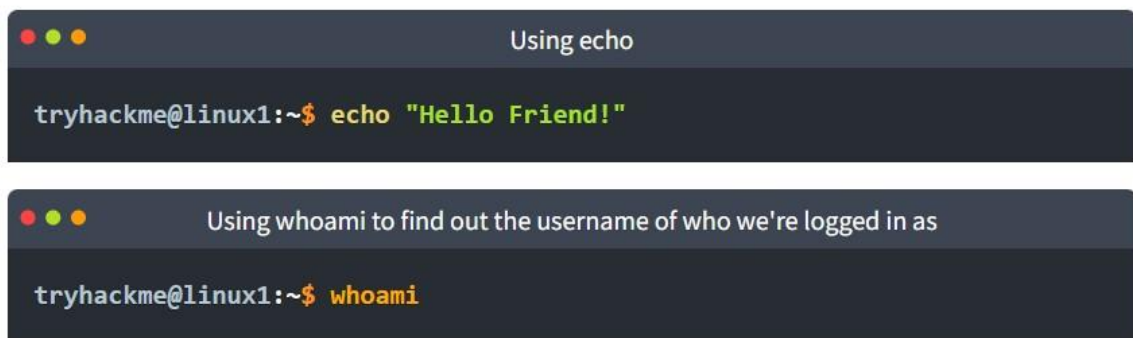 Using echo
tryhackme@linux1:~$ echo "Hello Friend!"
Using whoami to find out the username of who we're logged in as
tryhackme@linux1:~$ whoami